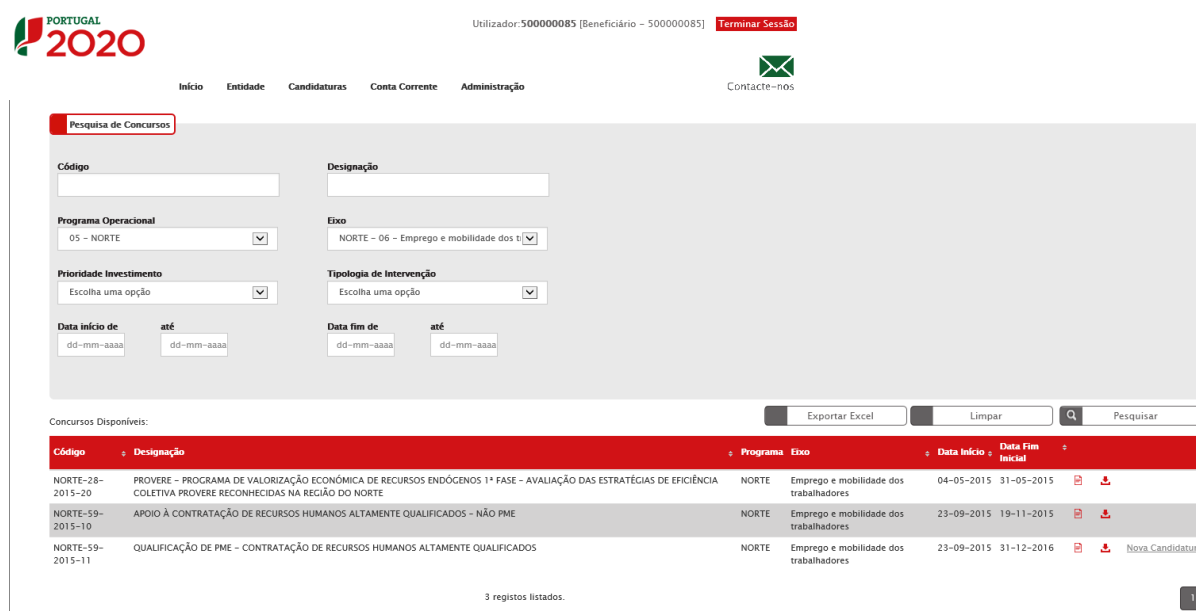 PORTUGAL
2020
Utilizador:500000085 [Beneficiário - 500000085] Terminar Sessão
Contacte-nos
Início Entidade Candidaturas Conta Corrente Administração
Pesquisa de Concursos
Código Designação
Programa Operacional Eixo
05 - NORTE NORTE - 06 - Emprego e mobilidade dos
Prioridade Investimento Tipologia de Intervenção
Escolha uma opção Escolha uma opção
Data início de até Data fim de até
dd-mm-aaaa dd-mm-aaaa dd-mm-aaaa dd-mm-aaaa
Exportar Excel Limpar Pesquisar
Concursos Disponíveis:
Código Designação Programa Eixo Data Início Data Fim
Inicial
NORTE-28- PROVERE - PROGRAMA DE VALORIZAÇÃO ECONÓMICA DE RECURSOS ENDÓGENOS 1ª FASE - AVALIAÇÃO DAS ESTRATÉGIAS DE EFICIÊNCIA NORTE Emprego e mobilidade dos 04-05-2015 31-05-2015
2015-20 COLETIVA PROVERE RECONHECIDAS NA REGIÃO DO NORTE trabalhadores
NORTE-59- APOIO À CONTRATAÇÃO DE RECURSOS HUMANOS ALTAMENTE QUALIFICADOS - NÃO PME NORTE Emprego e mobilidade dos 23-09-2015 19-11-2015
2015-10 trabalhadores
NORTE-59- QUALIFICAÇÃO DE PME - CONTRATAÇÃO DE RECURSOS HUMANOS ALTAMENTE QUALIFICADOS NORTE Emprego e mobilidade dos 23-09-2015 31-12-2016 Nova Candidatur
2015-11 trabalhadores
3 registos listados.
1